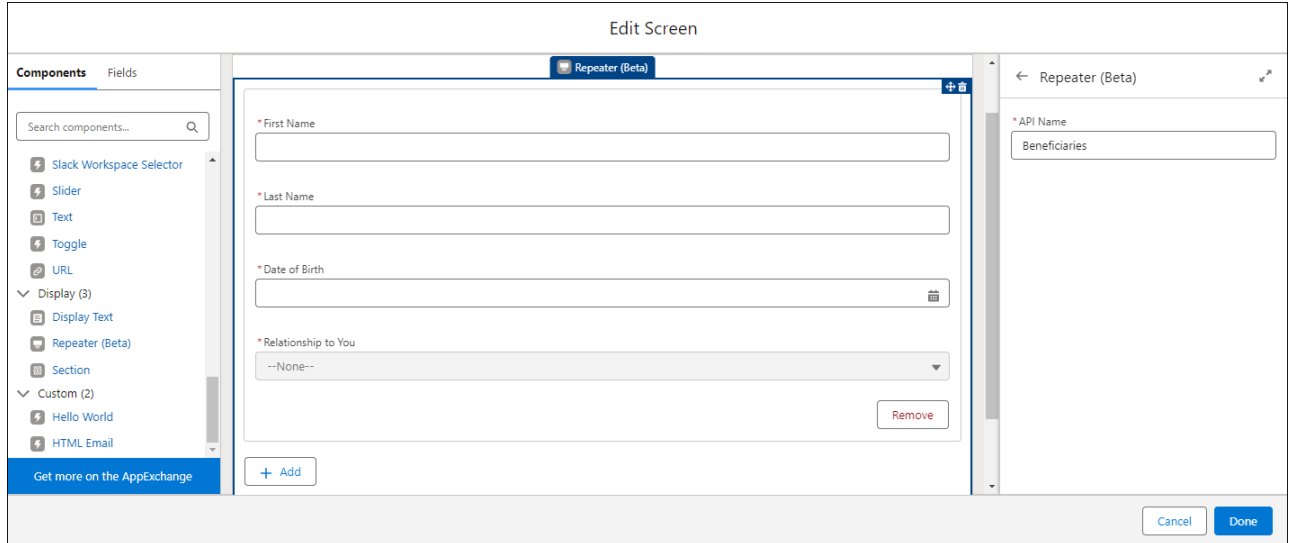 Edit Screen
Components Fields
Search components...
Slack Workspace Selector
Slider
Text
Toggle
URL
Display (3)
Display Text
Repeater (Beta)
Section
Custom (2)
Hello World
HTML Email
Get more on the AppExchange
Repeater (Beta)
*First Name
*Last Name
*Date of Birth
*Relationship to You
--None--
Remove
+ Add
← Repeater (Beta)
*API Name
Beneficiaries
Cancel Done